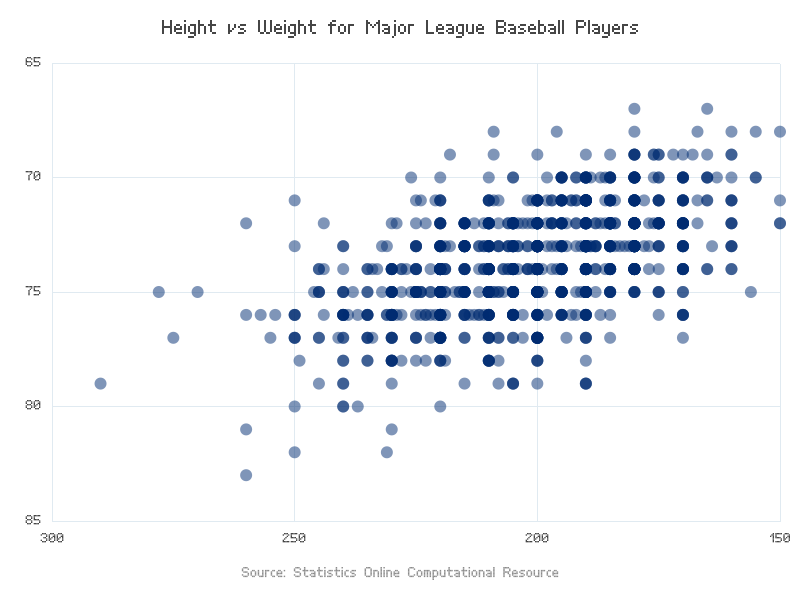 Height vs Weight for Major League Baseball Players
65
70
75
80
85
300 250 200 150
Source: Statistics Online Computational Resource